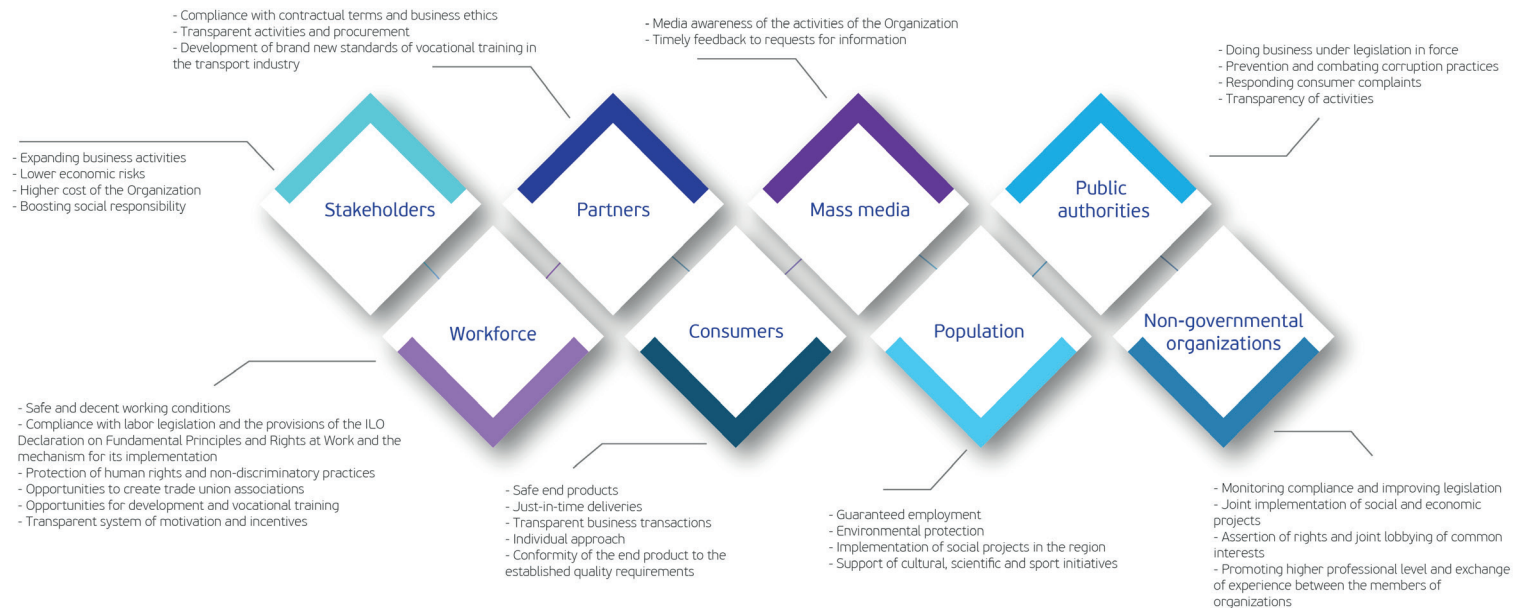 - Compliance with contractual terms and business ethics
- Transparent activities and procurement
- Development of brand new standards of vocational training in
the transport industry
- Media awareness of the activities of the Organization
- Timely feedback to requests for information
- Doing business under legislation in force
- Prevention and combating corruption practices
- Responding consumer complaints
- Transparency of activities
- Expanding business activities
- Lower economic risks
- Higher cost of the Organization
- Boosting social responsibility
Stakeholders
Partners
Mass media
Public
authorities
Workforce
Consumers
Population
Non-governmental
organizations
- Safe and decent working conditions
- Compliance with labor legislation and the provisions of the ILO
Declaration on Fundamental Principles and Rights at Work and the
mechanism for its implementation
- Protection of human rights and non-discriminatory practices
- Opportunities to create trade union associations
- Opportunities for development and vocational training
- Transparent system of motivation and incentives
- Safe end products
- Just-in-time deliveries
- Transparent business transactions
- Individual approach
- Conformity of the end product to the
established quality requirements
- Guaranteed employment
- Environmental protection
- Implementation of social projects in the region
- Support of cultural, scientific and sport initiatives
- Monitoring compliance and improving legislation
- Joint implementation of social and economic
projects
- Assertion of rights and joint lobbying of common
interests
- Promoting higher professional level and exchange
of experience between the members of
organizations